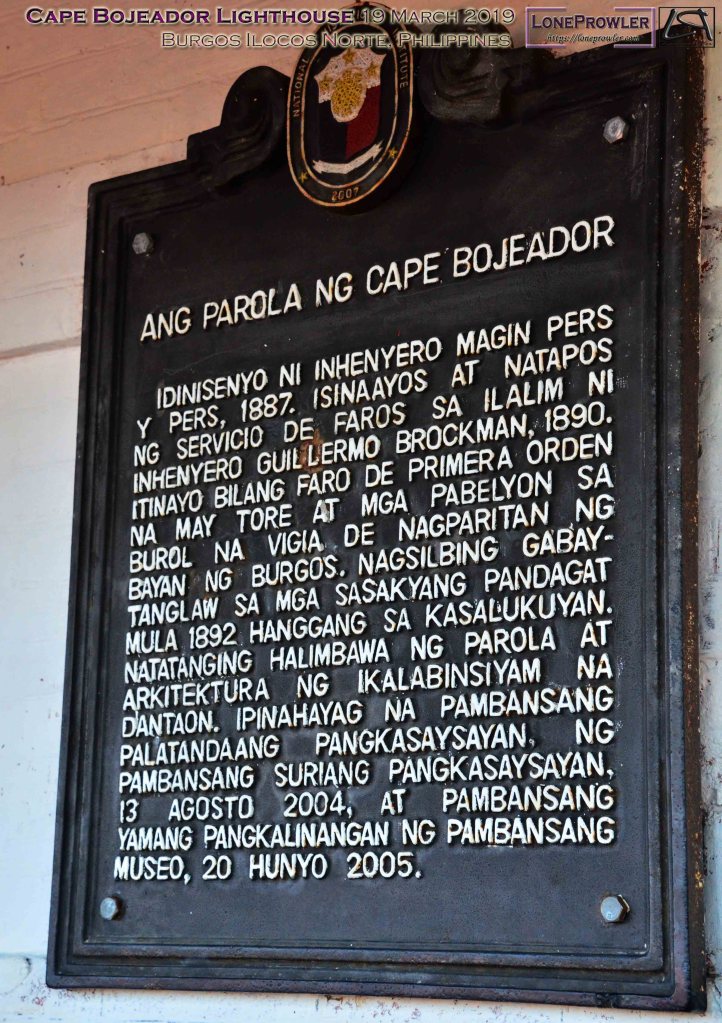 Cape Bojeador Lighthouse 19 March 2019
Burgos Ilocos Norte, Philippines
LoneProwler
https://loneprowler.com
NATIONAL
2007
ANG PAROLA NG CAPE BOJEADOR
IDINISENYO NI INHENYERO MAGIN PERS
Y PERS, 1887. ISINAAYOS AT NATAPOS
NG SERVICIO DE FAROS SA ILALIM NI
INHENYERO GUILLERMO BROCKMAN, 1890.
ITINAYO BILANG FARO DE PRIMERA ORDEN
NA MAY TORE AT MGA PABELYON SA
BUROL NA VIGIA DE NAGPARITAN NG
BAYAN NG BURGOS. NAGSILBING GABAY-
TANGLAW SA MGA SASAKYANG PANDAGAT
MULA 1892 HANGGANG SA KASALUKUYAN.
NATATANGING HALIMBAWA NG PAROLA AT
ARKITEKTURA NG IKALABINSIYAM NA
DANTAON. IPINAHAYAG NA PAMBANSANG
PALATANDAANG PANGKASAYSAYAN, NG
PAMBANSANG SURIANG PANGKASAYSAYAN,
13 AGOSTO 2004, AT PAMBANSANG
YAMANG PANGKALINANGAN NG PAMBANSANG
MUSEO, 20 HUNYO 2005.